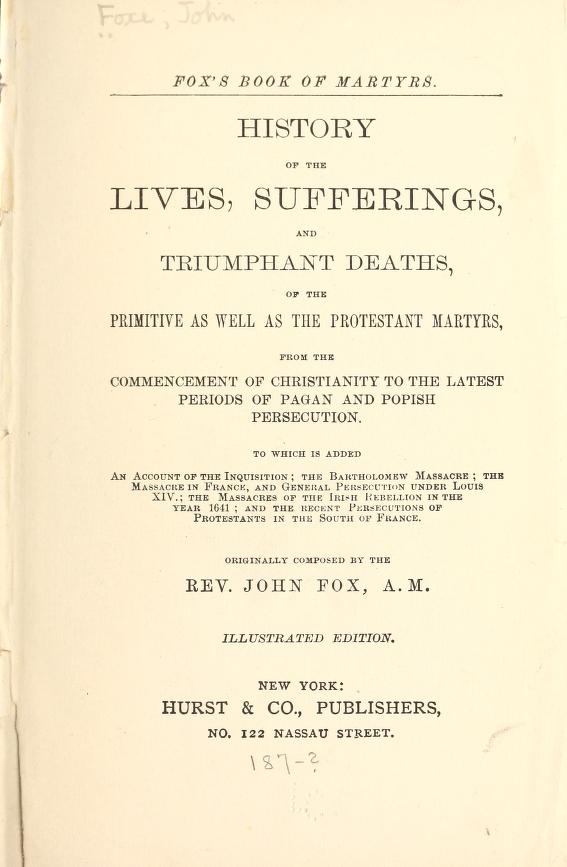 Foxe, John
FOX'S BOOK OF MARTYRS.
HISTORY
OF THE
LIVES, SUFFERINGS,
AND
TRIUMPHANT DEATHS,
OF THE
PRIMITIVE AS WELL AS THE PROTESTANT MARTYRS,
FROM THE
COMMENCEMENT OF CHRISTIANITY TO THE LATEST
PERIODS OF PAGAN AND POPISH
PERSECUTION.
TO WHICH IS ADDED
AN ACCOUNT OF THE INQUISITION; THE BARTHOLOMEW MASSACRE; THE
MASSACRE IN FRANCE, AND GENERAL PERSECUTION UNDER LOUIS
XIV.; THE MASSACRES OF THE IRISH REBELLION IN THE
YEAR 1641; AND THE RECENT PERSECUTIONS OF
PROTESTANTS IN THE SOUTH OF FRANCE.
ORIGINALLY COMPOSED BY THE
REV. JOHN FOX, A.M.
ILLUSTRATED EDITION.
NEW YORK:
HURST & CO., PUBLISHERS,
NO. 122 NASSAU STREET.
187-?